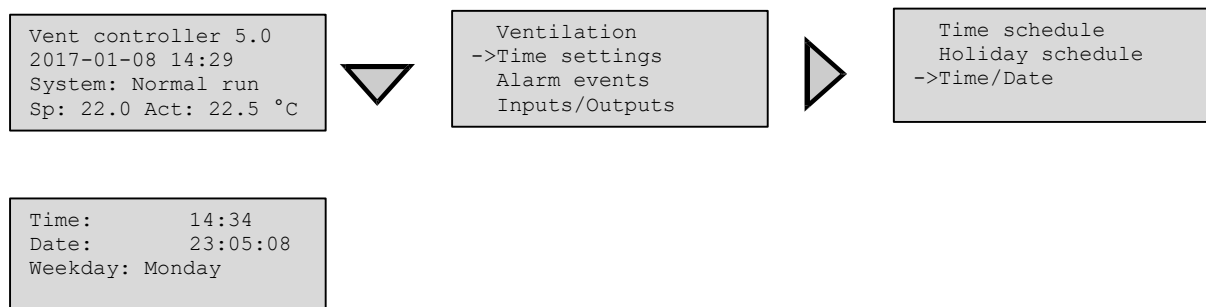 Vent controller 5.0
2017-01-08 14:29
System: Normal run
Sp: 22.0 Act: 22.5 °C
Ventilation
->Time settings
Alarm events
Inputs/Outputs
Time schedule
Holiday schedule
->Time/Date
Time: 14:34
Date: 23:05:08
Weekday: Monday